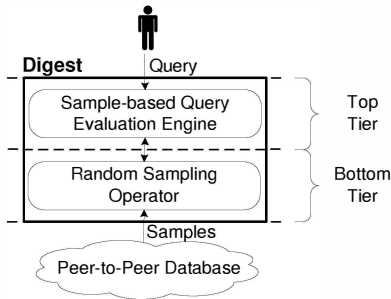 Digest
Query
Sample-based Query
Evaluation Engine
Top
Tier
Random Sampling
Operator
Bottom
Tier
Samples
Peer-to-Peer Database